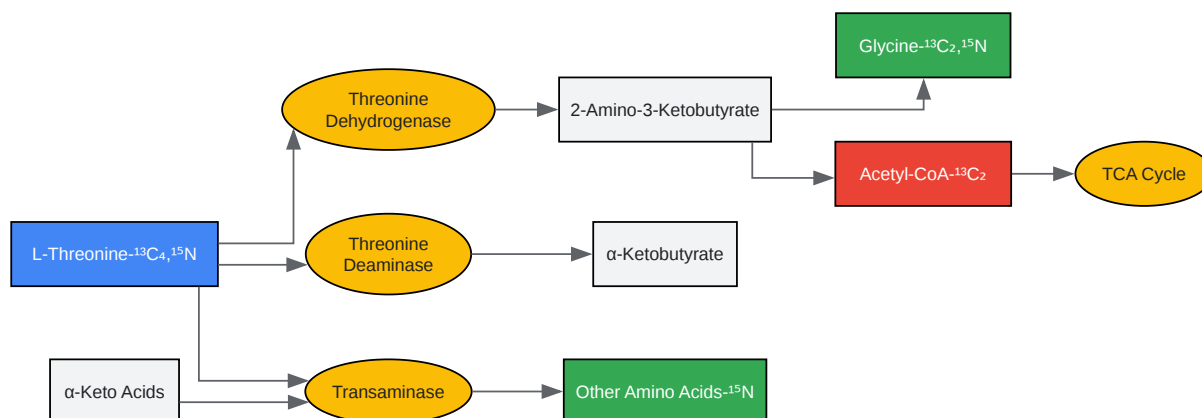 Glycine-¹³C₂,¹⁵N
Threonine
Dehydrogenase
2-Amino-3-Ketobutyrate
Acetyl-CoA-¹³C₂
TCA Cycle
L-Threonine-¹³C₄,¹⁵N
Threonine
Deaminase
α-Ketobutyrate
α-Keto Acids
Transaminase
Other Amino Acids-¹⁵N